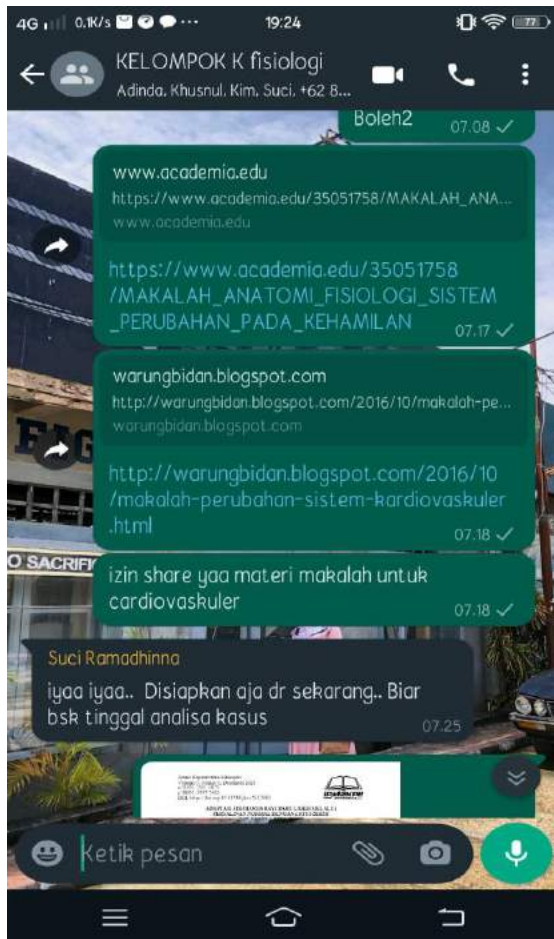 4G 0.1K/s ... 19:24 77
KELOMPOK K fisiologi
Adinda, Khusnul, Kim, Suci, +62 8...
Boleh2 07.08
www.academia.edu
https://www.academia.edu/35051758/MAKALAH_ANA...
www.academia.edu
https://www.academia.edu/35051758
/MAKALAH_ANATOMI_FISIOLOGI_SISTEM
_PERUBAHAN_PADA_KEHAMILAN 07.17
warungbidan.blogspot.com
http://warungbidan.blogspot.com/2016/10/makalah-pe...
warungbidan.blogspot.com
http://warungbidan.blogspot.com/2016/10
/makalah-perubahan-sistem-kardiovaskuler
.html 07.18
O SACRIFI
izin share yaa materi makalah untuk
cardiovaskuler 07.18
Suci Ramadhinna
iyaa iyaa.. Disiapkan aja dr sekarang.. Biar
bsk tinggal analisa kasus 07.25
Ketik pesan